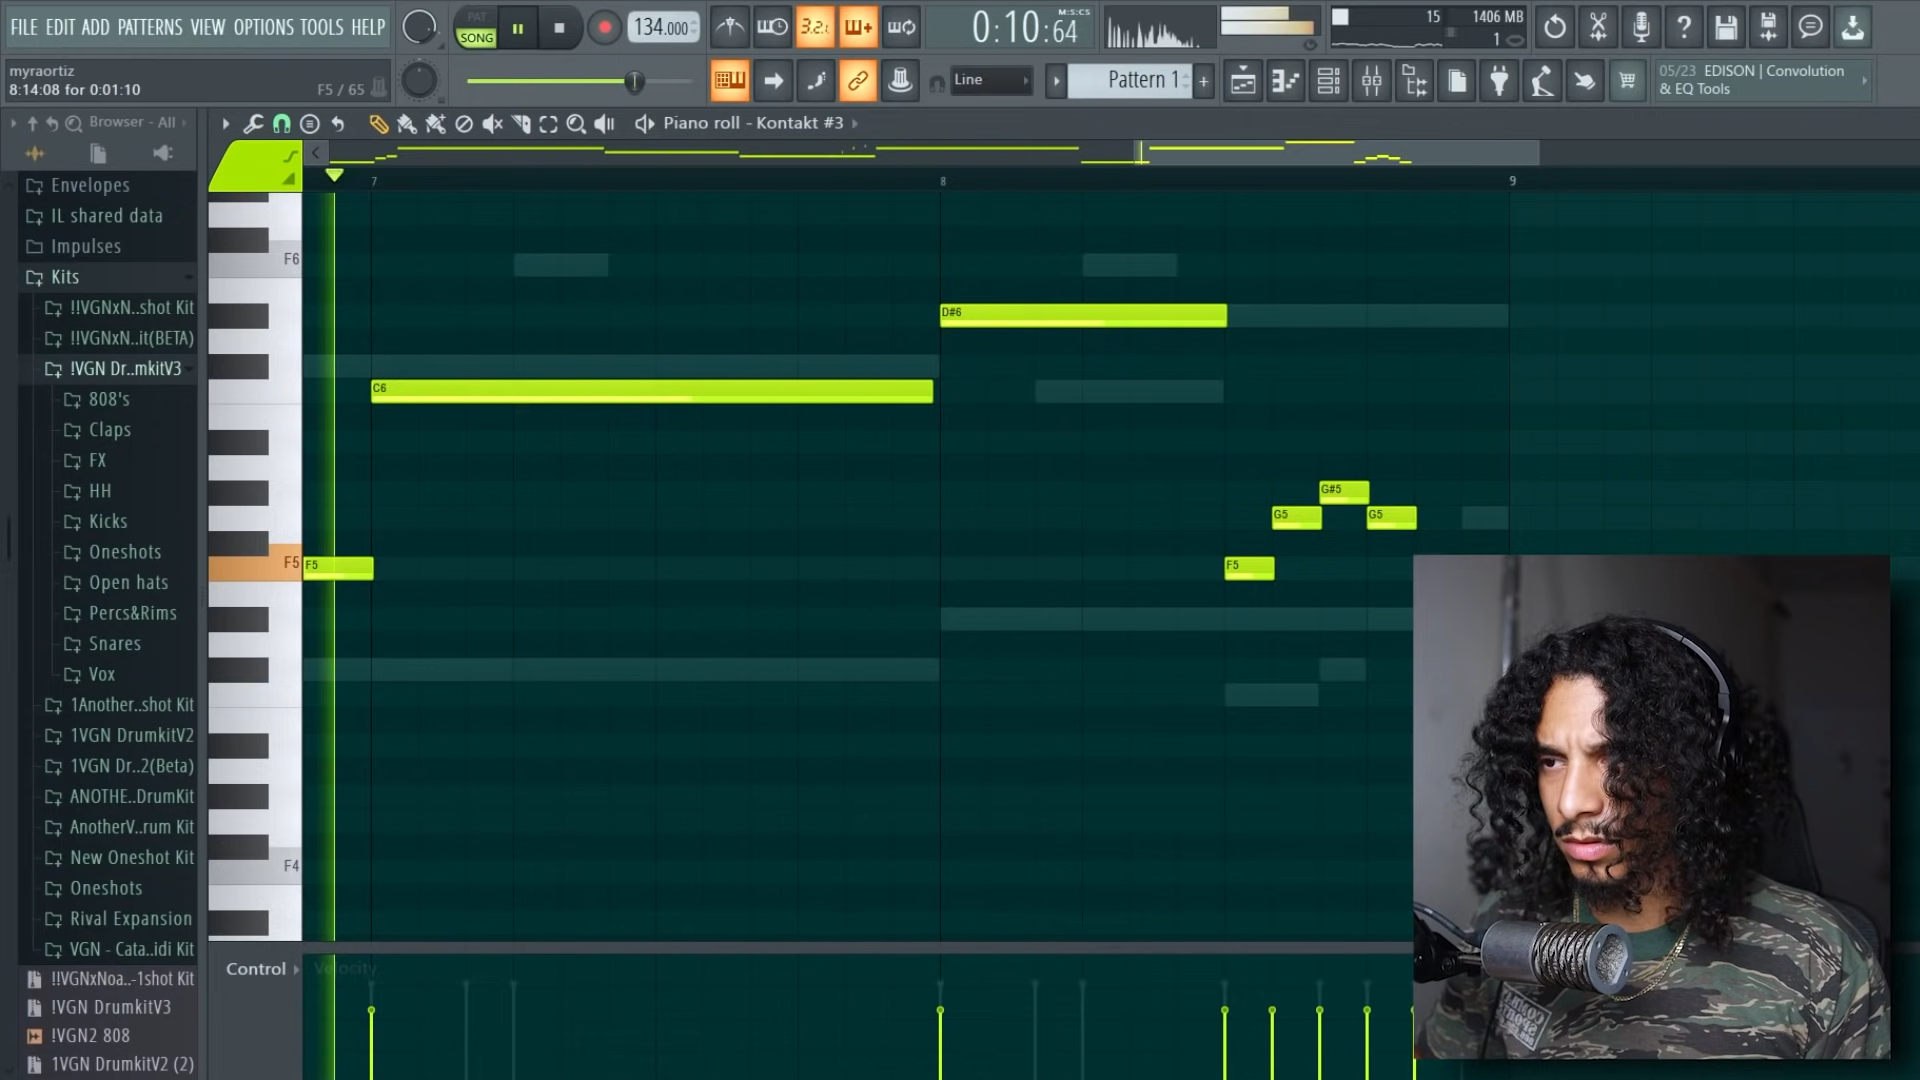 FILE EDIT ADD PATTERNS VIEW OPTIONS TOOLS HELP
PAT
SONG
134.000
3.2.1
M:S:CS
0:10:64
15
1406 MB
1
myraortiz
8:14:08 for 0:01:10
F5 / 65
Line
Pattern 1
05/23 EDISON | Convolution
& EQ Tools
Browser - All
Piano roll - Kontakt #3
Envelopes
IL shared data
Impulses
Kits
!!VGNxN..shot Kit
!!VGNxN..it(BETA)
!VGN Dr..mkitV3
808's
Claps
FX
HH
Kicks
Oneshots
Open hats
Percs&Rims
Snares
Vox
1Another..shot Kit
1VGN DrumkitV2
1VGN Dr..2(Beta)
ANOTHE..DrumKit
AnotherV..rum Kit
New Oneshot Kit
Oneshots
Rival Expansion
VGN - Cata..idi Kit
!!VGNxNoa..-1shot Kit
!VGN DrumkitV3
!VGN2 808
1VGN DrumkitV2 (2)
7
8
9
F6
D#6
C6
G#5
G5
G5
F5
F5
F5
F4
Control
Velocity